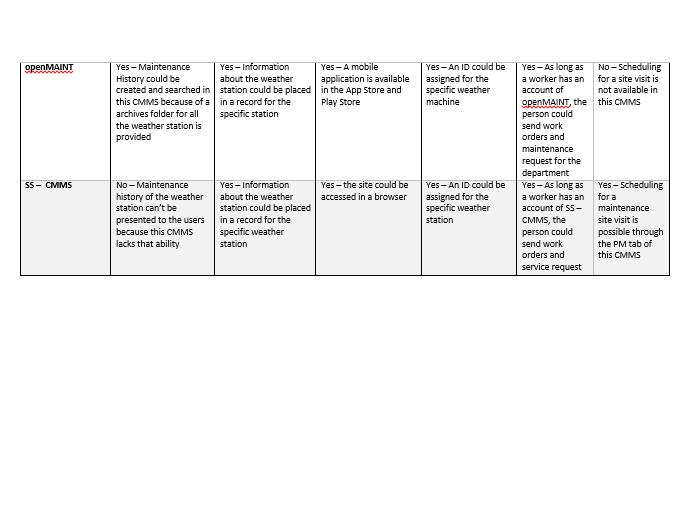 openMAINT
Yes – Maintenance
History could be
created and searched in
this CMMS because of a
archives folder for all
the weather station is
provided
Yes – Information
about the weather
station could be placed
in a record for the
specific station
Yes – A mobile
application is available
in the App Store and
Play Store
Yes – An ID could be
assigned for the
specific weather
machine
Yes – As long as
a worker has an
account of
openMAINT, the
person could
send work
orders and
maintenance
request for the
department
No – Scheduling
for a site visit is
not available in
this CMMS
SS – CMMS
No – Maintenance
history of the weather
station can't be
presented to the users
because this CMMS
lacks that ability
Yes – Information
about the weather
station could be placed
in a record for the
specific weather
station
Yes – the site could be
accessed in a browser
Yes – An ID could be
assigned for the
specific weather
station
Yes – As long as
a worker has an
account of SS –
CMMS, the
person could
send work
orders and
service request
Yes – Scheduling
for a
maintenance
site visit is
possible through
the PM tab of
this CMMS